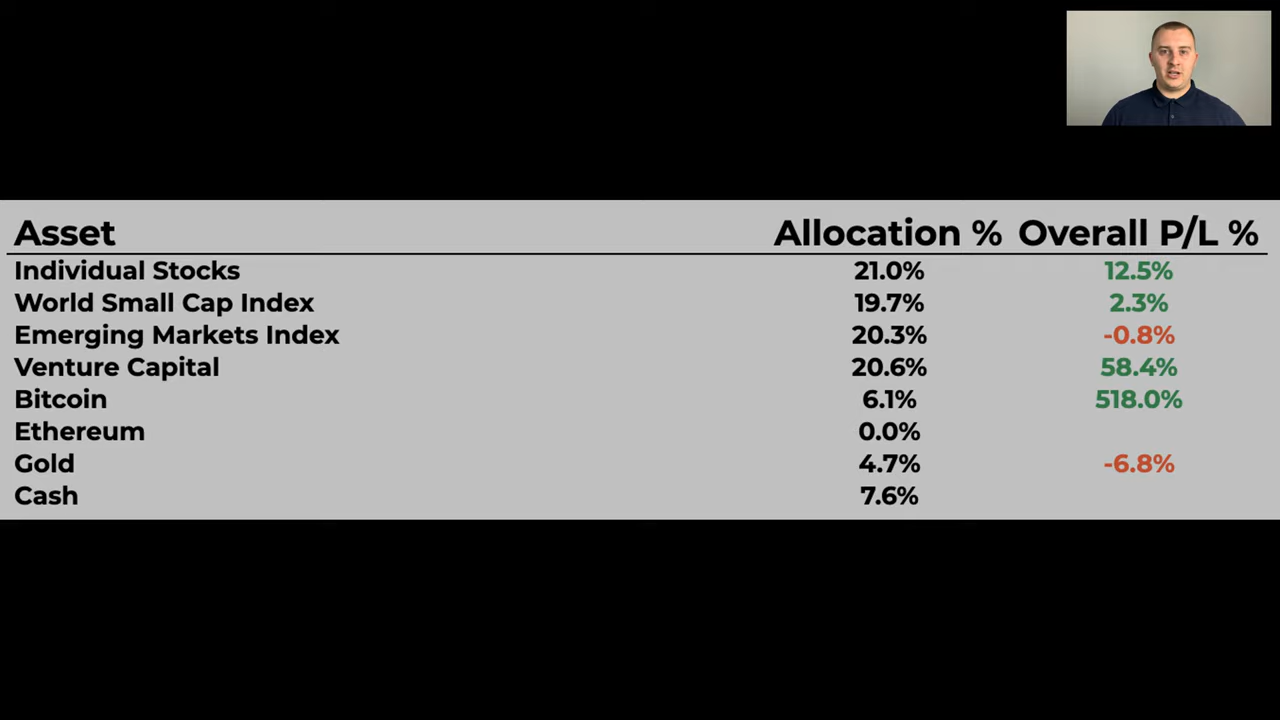 Asset Allocation % Overall P/L %
Individual Stocks 21.0% 12.5%
World Small Cap Index 19.7% 2.3%
Emerging Markets Index 20.3% -0.8%
Venture Capital 20.6% 58.4%
Bitcoin 6.1% 518.0%
Ethereum 0.0%
Gold 4.7% -6.8%
Cash 7.6%